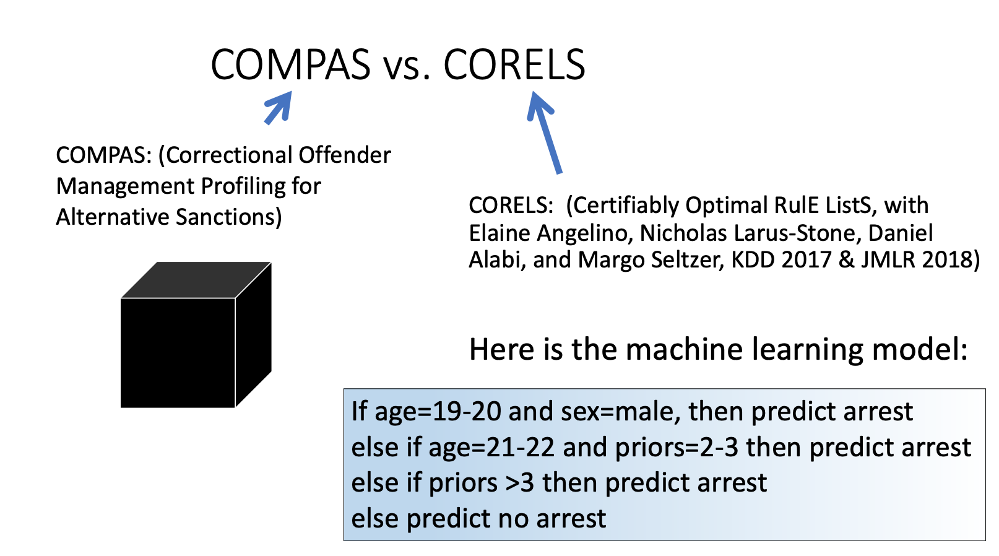 COMPAS vs. CORELS
COMPAS: (Correctional Offender
Management Profiling for
Alternative Sanctions)
CORELS:  (Certifiably Optimal RulE ListS, with
Elaine Angelino, Nicholas Larus-Stone, Daniel
Alabi, and Margo Seltzer, KDD 2017 & JMLR 2018)
Here is the machine learning model:
If age=19-20 and sex=male, then predict arrest
else if age=21-22 and priors=2-3 then predict arrest
else if priors >3 then predict arrest
else predict no arrest